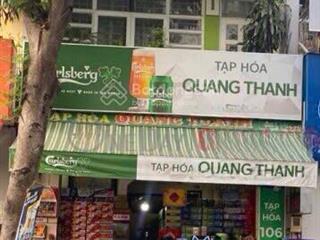 Carlsberg
TẠP HÓA
QUANG THANH
TẠP HÓA QUANG THANH
Carlsberg
TẠP HÓA QUANG THANH
TẠP HÓA
106